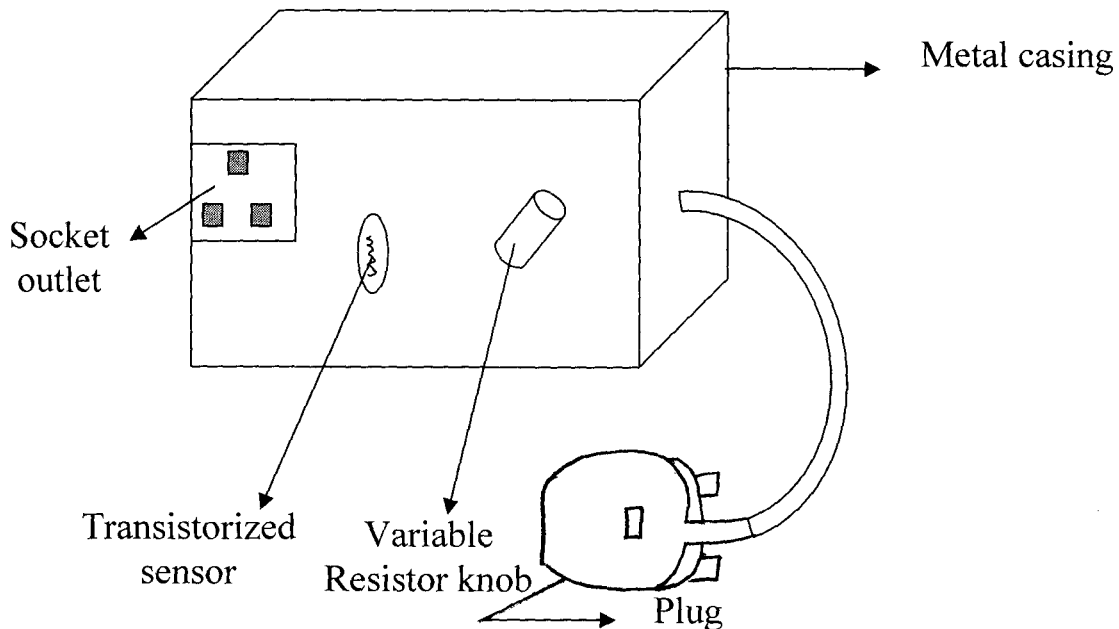 Metal casing
Socket
outlet
Transistorized
sensor
Variable
Resistor knob
Plug